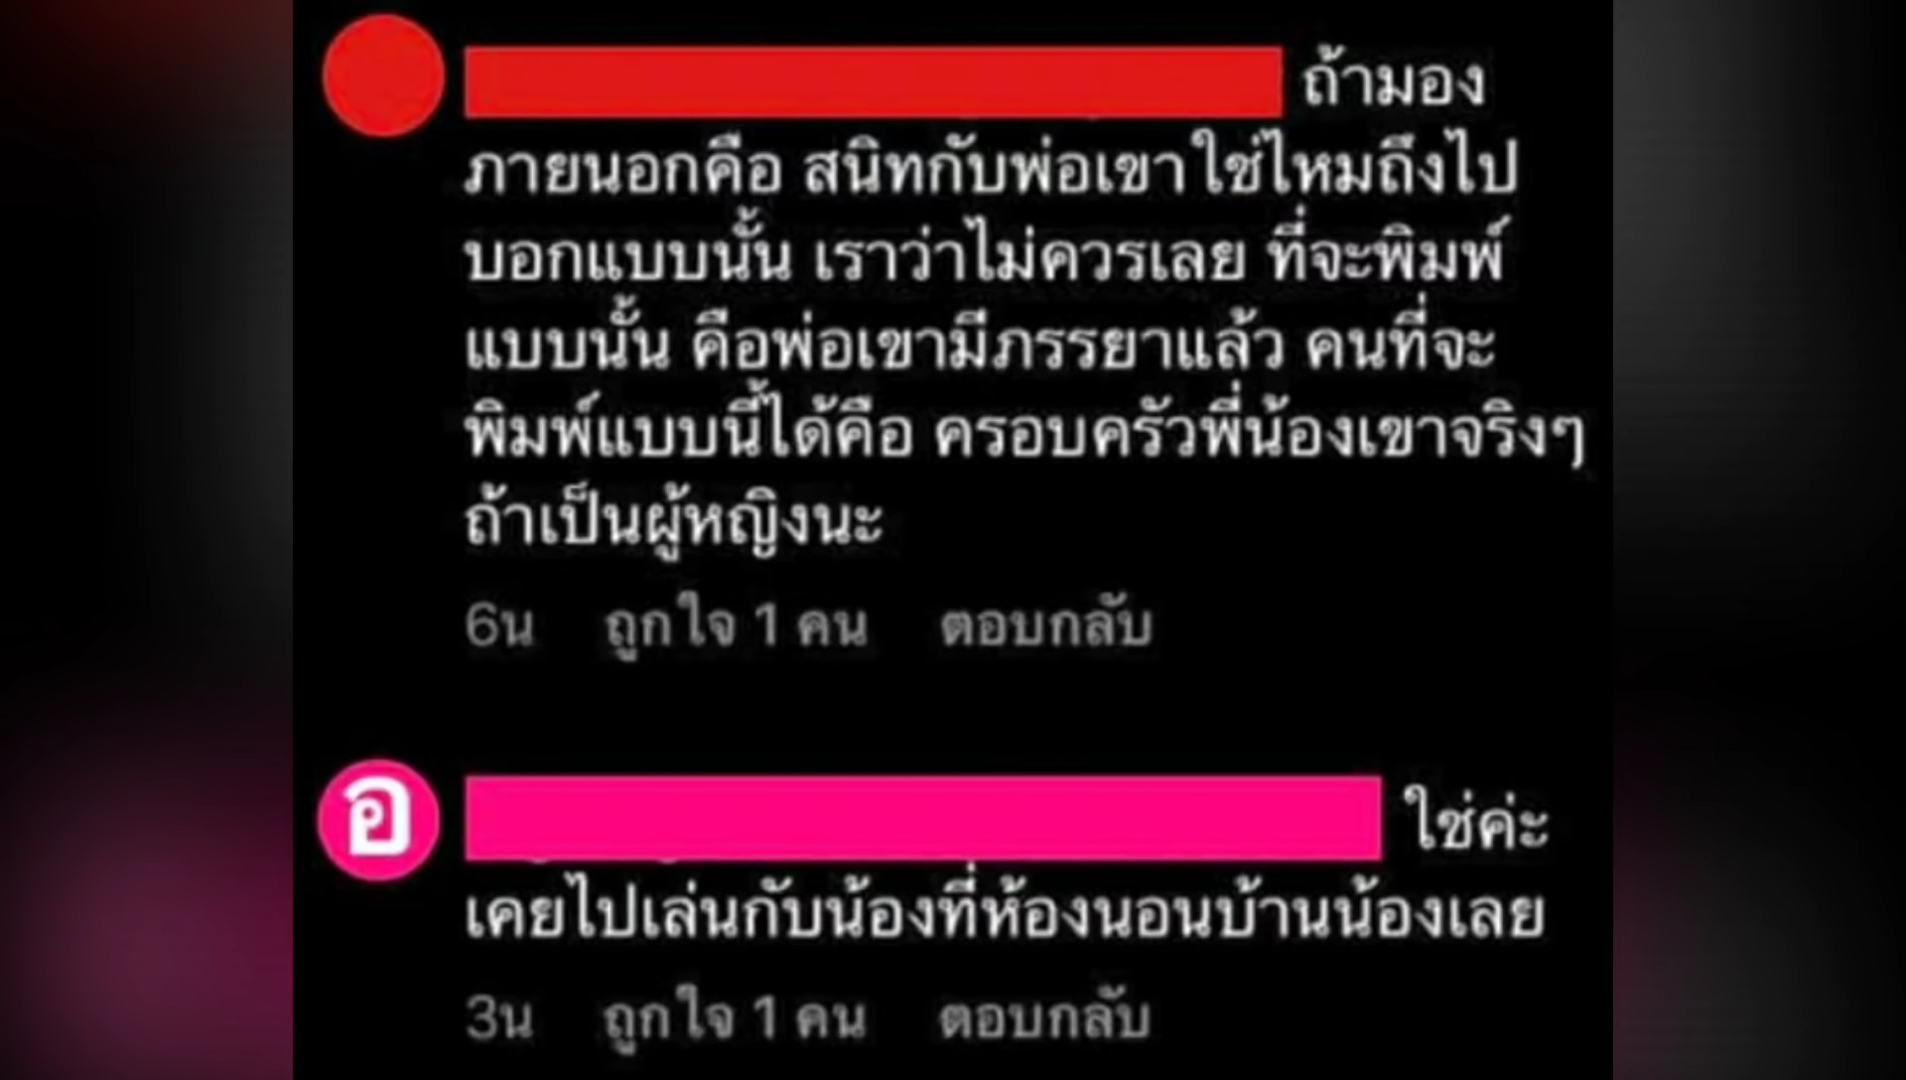 ถ้ามอง
ภายนอกคือ สนิทกับพ่อเขาใช่ไหมถึงไป
บอกแบบนั้น เราว่าไม่ควรเลย ที่จะพิมพ์
แบบนั้น คือพ่อเขามีภรรยาแล้ว คนที่จะ
พิมพ์แบบนี้ได้คือ ครอบครัวพี่น้องเขาจริงๆ
ถ้าเป็นผู้หญิงนะ
6น ถูกใจ 1 คน ตอบกลับ
อ ใช่ค่ะ
เคยไปเล่นกับน้องที่ห้องนอนบ้านน้องเลย
3น ถูกใจ 1 คน ตอบกลับ